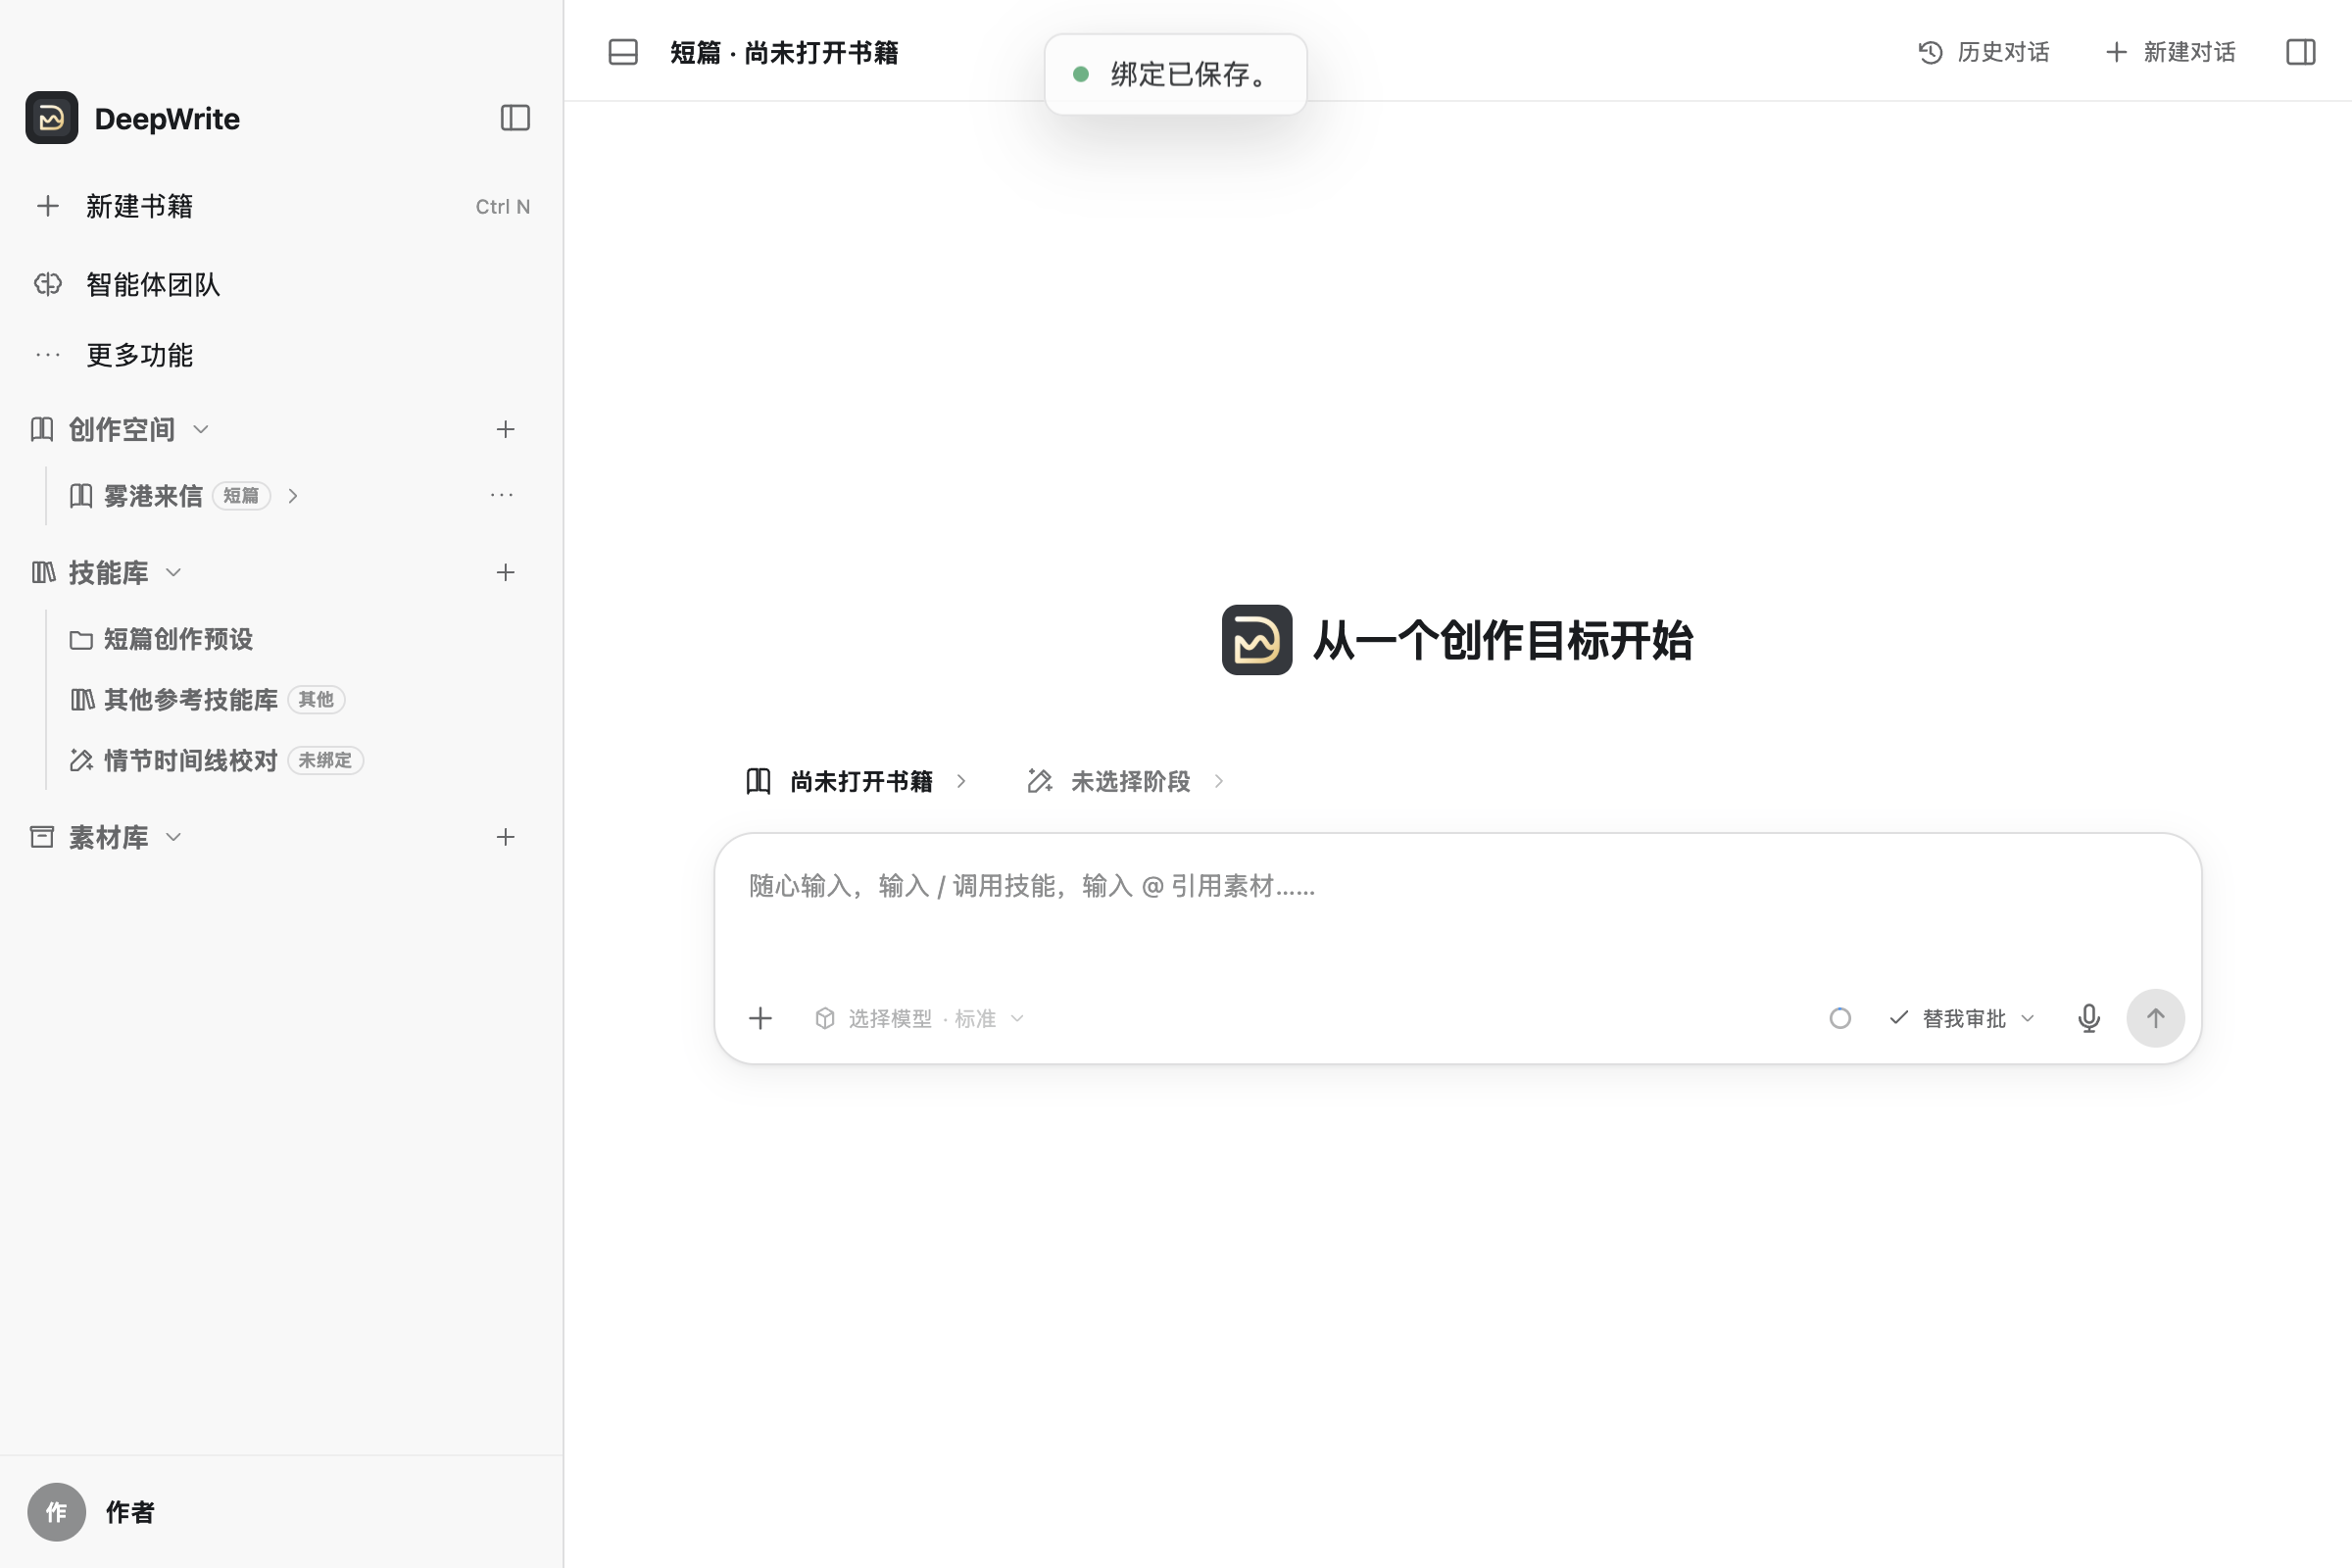 DeepWrite
新建书籍 Ctrl N
智能体团队
更多功能
创作空间
雾港来信 短篇
技能库
短篇创作预设
其他参考技能库 其他
情节时间线校对 未绑定
素材库
作 作者
短篇 · 尚未打开书籍
绑定已保存。
历史对话
新建对话
从一个创作目标开始
尚未打开书籍 未选择阶段
随心输入，输入 / 调用技能，输入 @ 引用素材……
选择模型 · 标准
替我审批